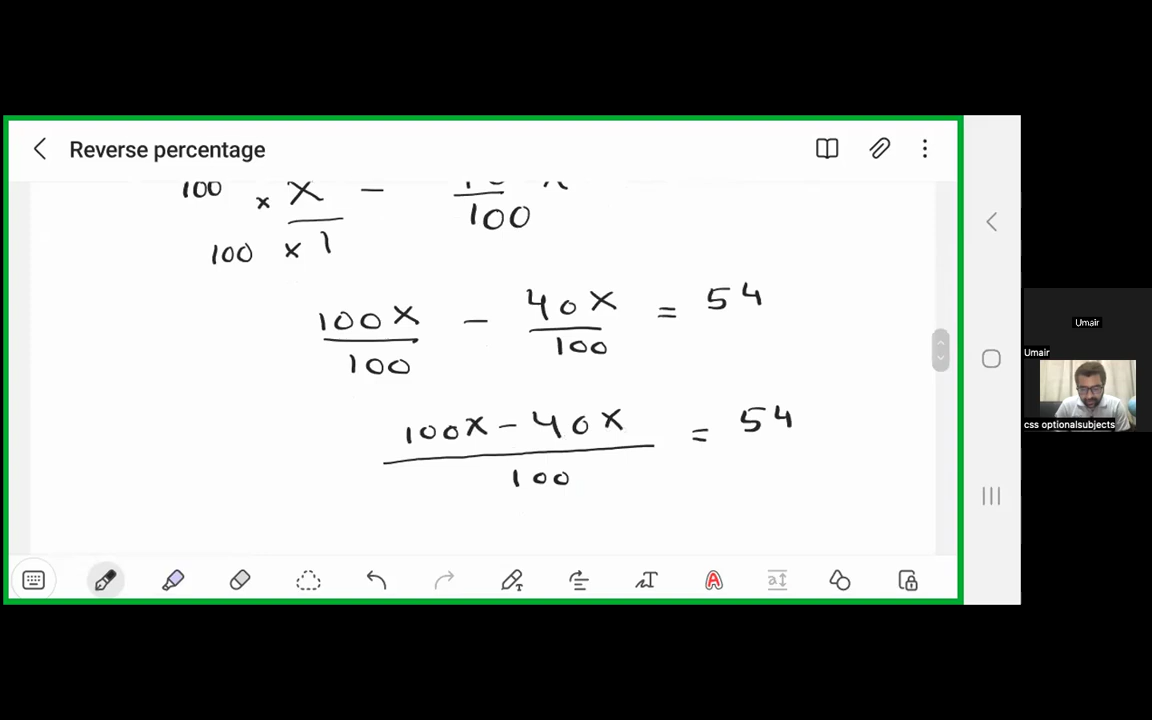 Reverse percentage
100 × X −
100 × 1 100
100X/100 − 40X/100 = 54
100X − 40X/100 = 54
Umair
Umair
css optionalsubjects